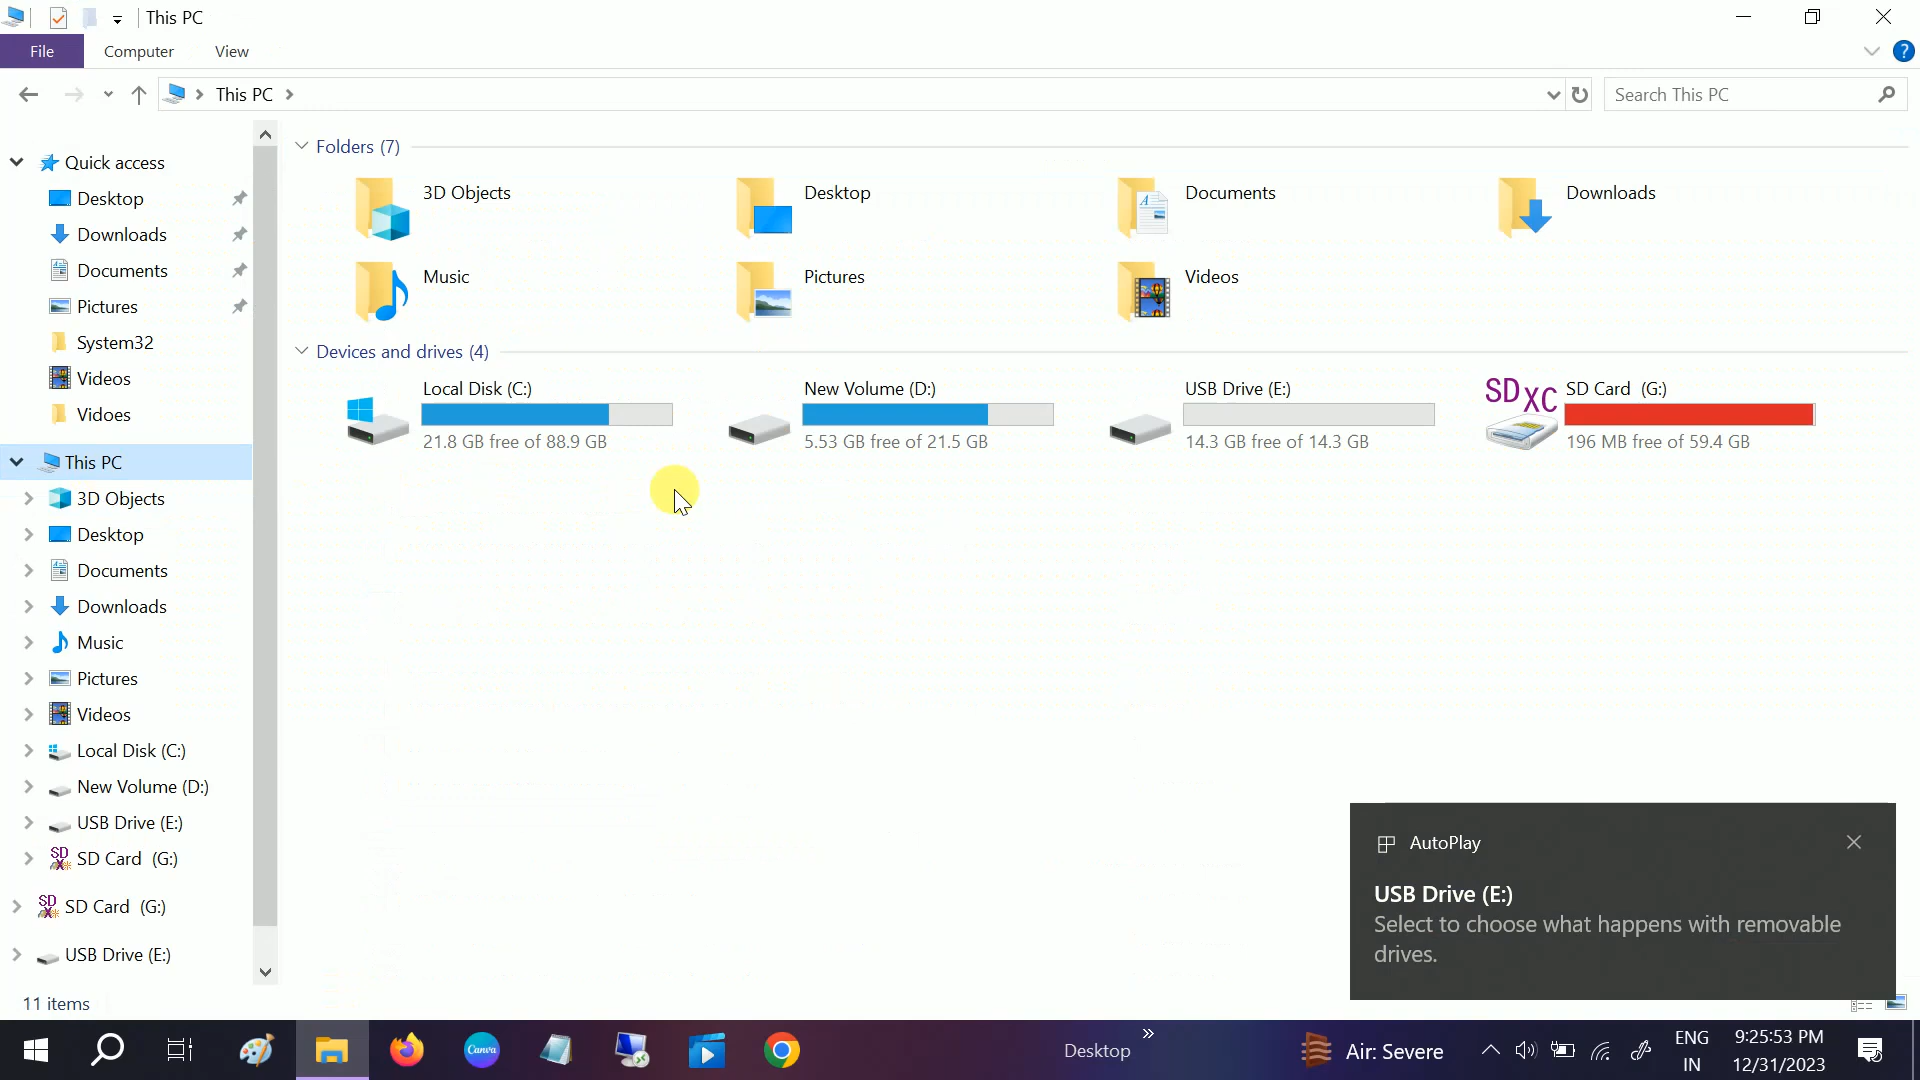 This PC
File
Computer
View
This PC
Search This PC
Quick access
Desktop
Downloads
Documents
Pictures
System32
Videos
Vidoes
This PC
3D Objects
Desktop
Documents
Downloads
Music
Pictures
Videos
Local Disk (C:)
New Volume (D:)
USB Drive (E:)
SD Card (G:)
SD Card (G:)
USB Drive (E:)
Folders (7)
3D Objects
Desktop
Documents
Downloads
Music
Pictures
Videos
Devices and drives (4)
Local Disk (C:)
21.8 GB free of 88.9 GB
New Volume (D:)
5.53 GB free of 21.5 GB
USB Drive (E:)
14.3 GB free of 14.3 GB
SD XC
SD Card (G:)
196 MB free of 59.4 GB
AutoPlay
USB Drive (E:)
Select to choose what happens with removable
drives.
11 items
Canva
Desktop
Air: Severe
ENG
IN
9:25:53 PM
12/31/2023